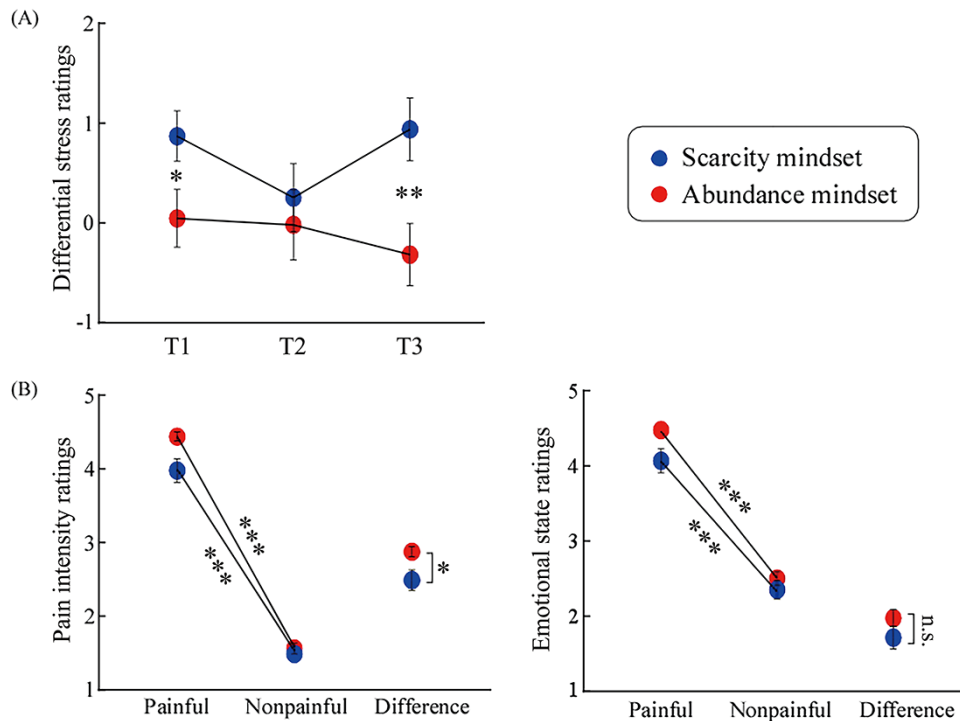 (A)
Differential stress ratings
2
1
0
-1
*
**
T1 T2 T3
Scarcity mindset
Abundance mindset
(B)
Pain intensity ratings
5
4
3
2
1
***
***
*
Painful Nonpainful Difference
Emotional state ratings
5
4
3
2
1
***
***
n.s.
Painful Nonpainful Difference